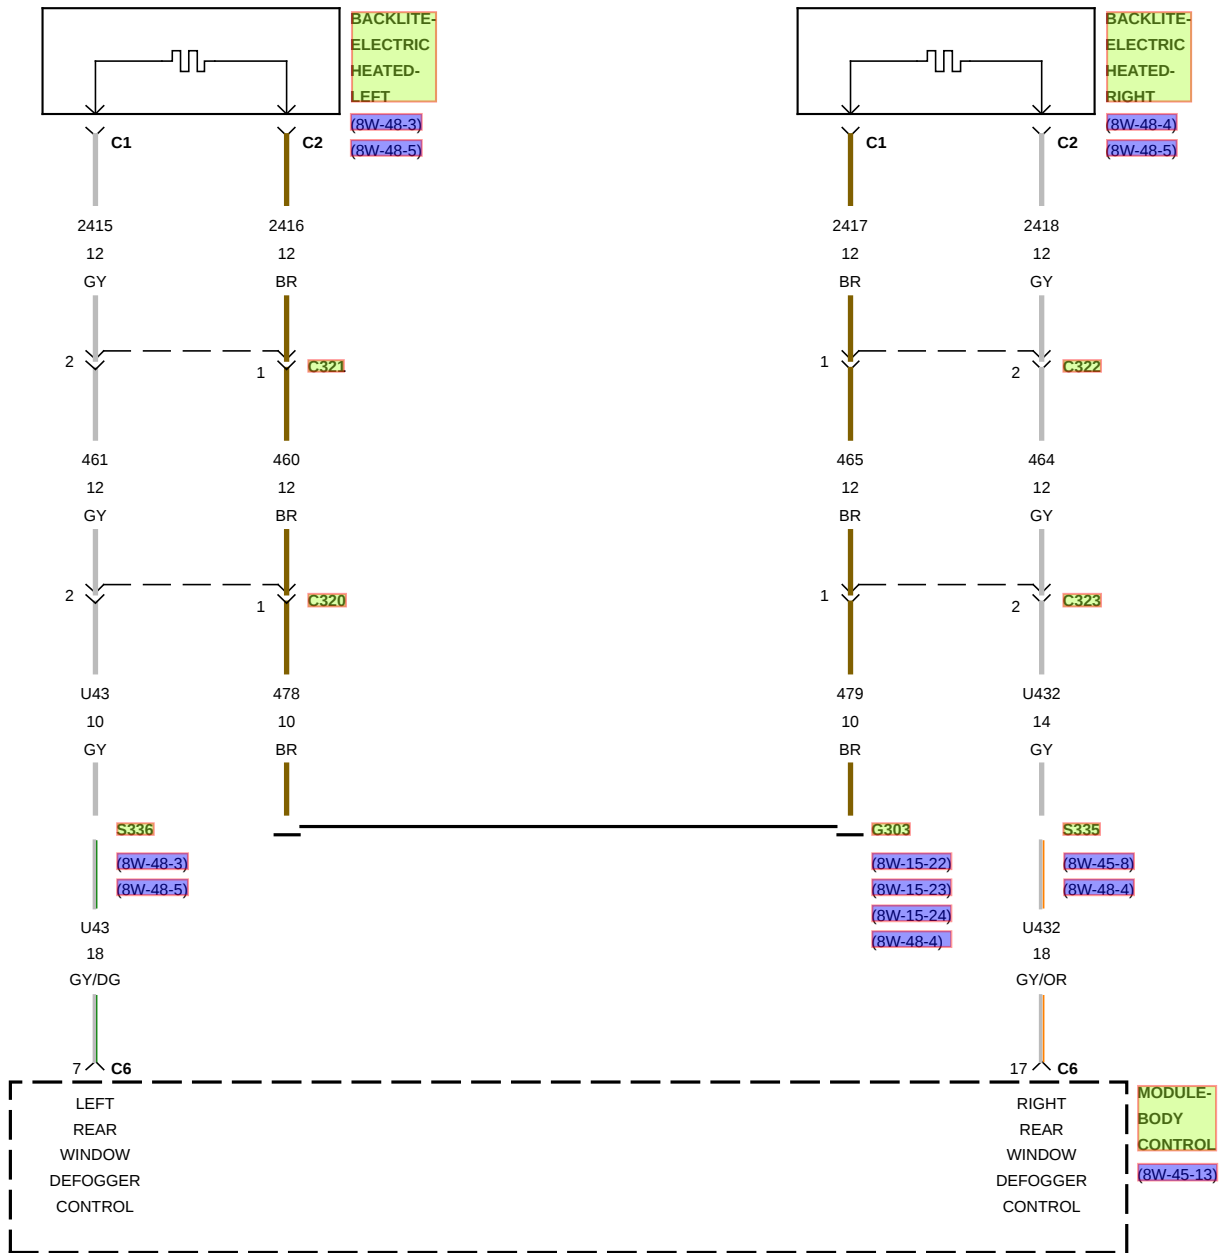 BACKLITE-
ELECTRIC
HEATED-
LEFT
(8W-48-3)
(8W-48-5)
BACKLITE-
ELECTRIC
HEATED-
RIGHT
(8W-48-4)
(8W-48-5)
C1 C2 C1 C2
2415 2416 2417 2418
12 12 12 12
GY BR BR GY
2 1 C321 1 2 C322
461 460 465 464
12 12 12 12
GY BR BR GY
2 1 C320 1 2 C323
U43 478 479 U432
10 10 10 14
GY BR BR GY
S336 G303 S335
(8W-48-3) (8W-15-22) (8W-45-8)
(8W-48-5) (8W-15-23) (8W-48-4)
(8W-15-24)
(8W-48-4)
U43 U432
18 18
GY/DG GY/OR
7 C6 17 C6
LEFT
REAR
WINDOW
DEFOGGER
CONTROL
RIGHT
REAR
WINDOW
DEFOGGER
CONTROL
MODULE-
BODY
CONTROL
(8W-45-13)